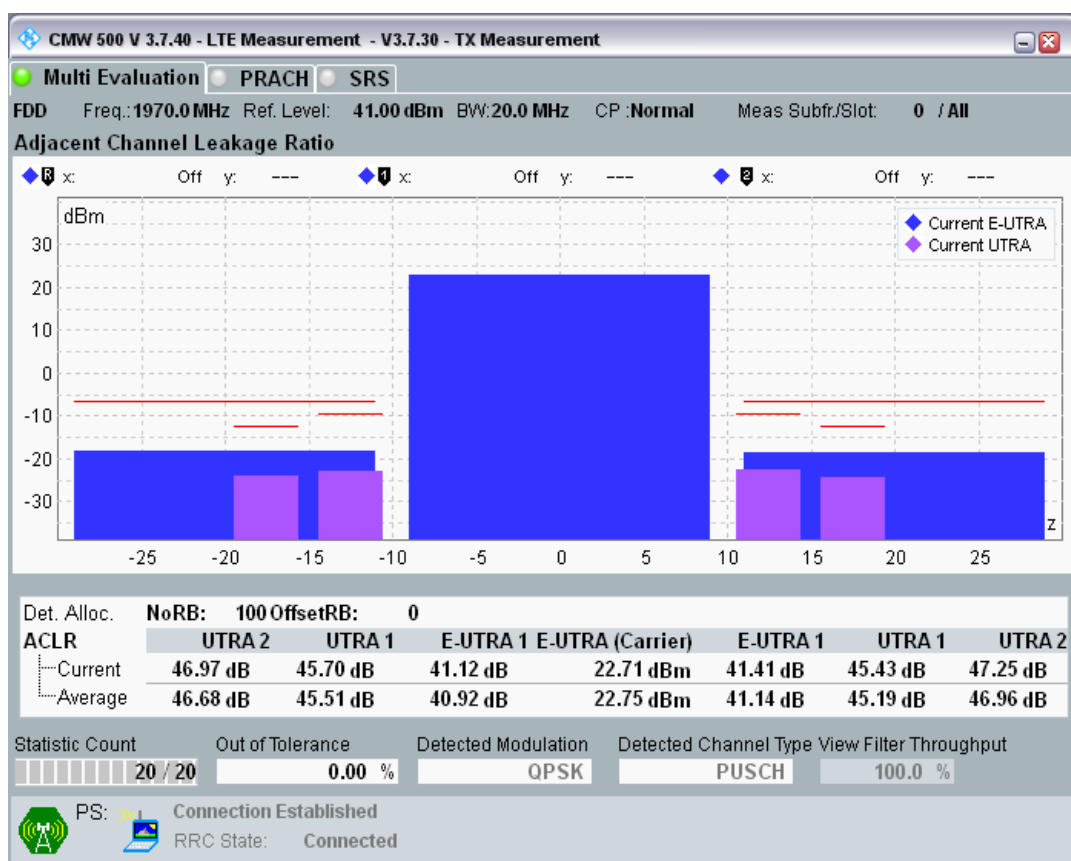 CMW 500 V 3.7.40 - LTE Measurement - V3.7.30 - TX Measurement
Multi Evaluation PRACH SRS
FDD Freq.: 1970.0 MHz Ref. Level: 41.00 dBm BW: 20.0 MHz CP : Normal Meas Subfr./Slot: 0 / All
Adjacent Channel Leakage Ratio
R x: Off y: --- 1 x: Off y: --- 2 x: Off y: ---
dBm
Current E-UTRA
Current UTRA
30
20
10
0
-10
-20
-30
z
-25 -20 -15 -10 -5 0 5 10 15 20 25
Det. Alloc. NoRB: 100 OffsetRB: 0
ACLR UTRA 2 UTRA 1 E-UTRA 1 E-UTRA (Carrier) E-UTRA 1 UTRA 1 UTRA 2
Current 46.97 dB 45.70 dB 41.12 dB 22.71 dBm 41.41 dB 45.43 dB 47.25 dB
Average 46.68 dB 45.51 dB 40.92 dB 22.75 dBm 41.14 dB 45.19 dB 46.96 dB
Statistic Count Out of Tolerance Detected Modulation Detected Channel Type View Filter Throughput
20 / 20 0.00 % QPSK PUSCH 100.0 %
PS: Connection Established
RRC State: Connected